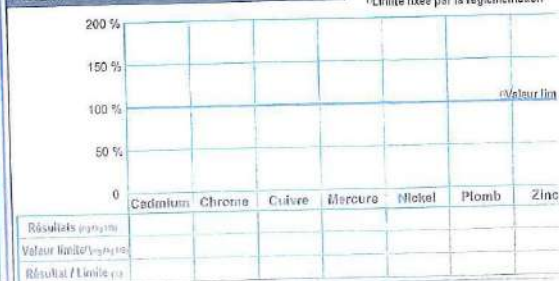 Limite fixée par la réglementation
200 %
150 %
100 %
Valeur lim
50 %
0
Cadmium Chrome Cuivre Mercure Nickel Plomb Zinc
Résultats
Valeur limite
Résultat / Limite